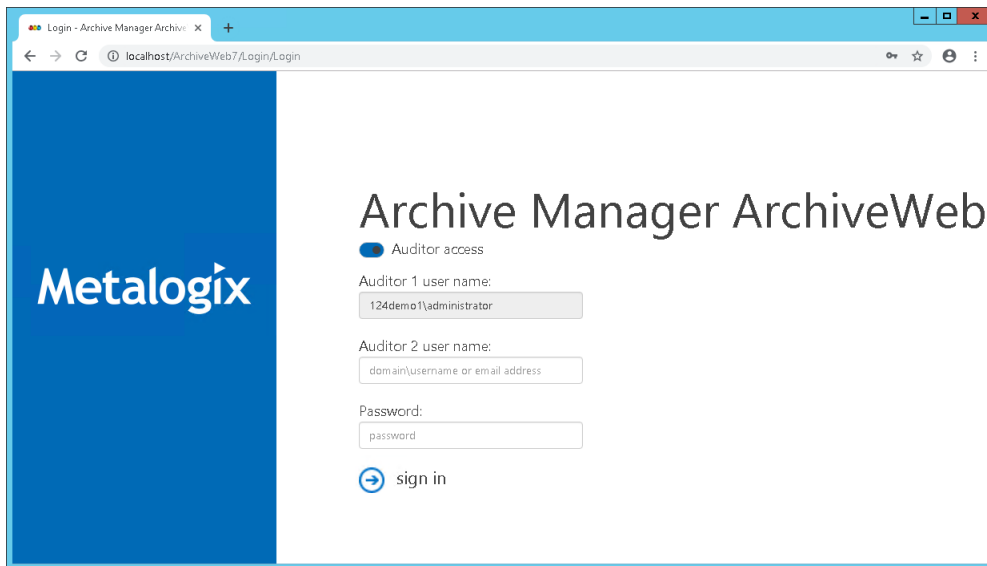 Login - Archive Manager Archive
localhost/ArchiveWeb7/Login/Login
Metalogix
Archive Manager ArchiveWeb
Auditor access
Auditor 1 user name:
124demo1\administrator
Auditor 2 user name:
domain\username or email address
Password:
password
sign in